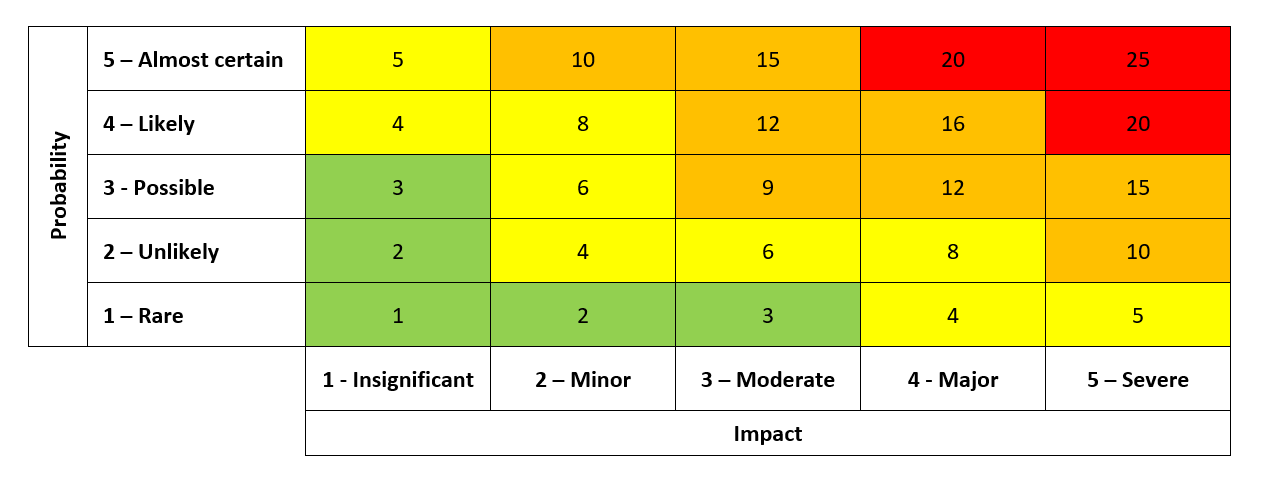 Probability
5 – Almost certain 5 10 15 20 25
4 – Likely 4 8 12 16 20
3 - Possible 3 6 9 12 15
2 – Unlikely 2 4 6 8 10
1 – Rare 1 2 3 4 5
1 - Insignificant 2 – Minor 3 – Moderate 4 - Major 5 – Severe
Impact